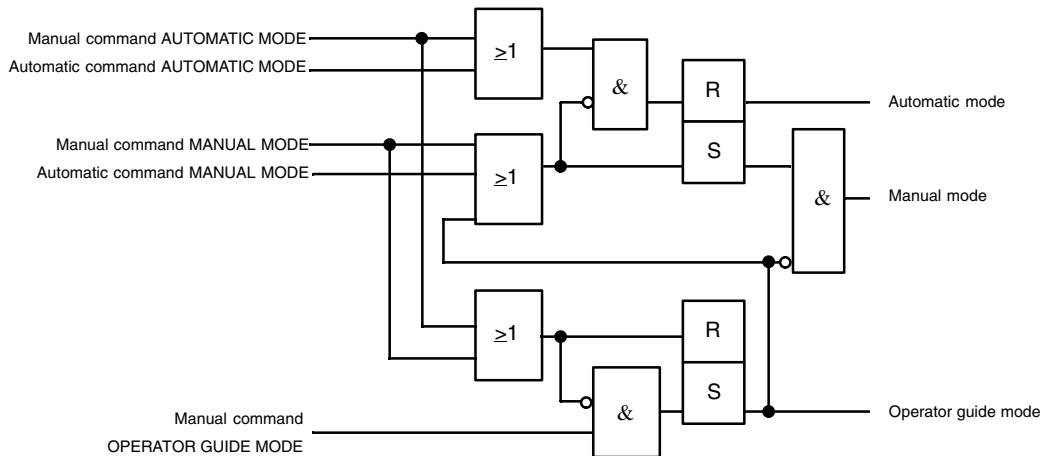 Manual command AUTOMATIC MODE
Automatic command AUTOMATIC MODE
≥1
&
R
S
Automatic mode
Manual command MANUAL MODE
Automatic command MANUAL MODE
≥1
&
Manual mode
≥1
R
S
&
Manual command
OPERATOR GUIDE MODE
Operator guide mode